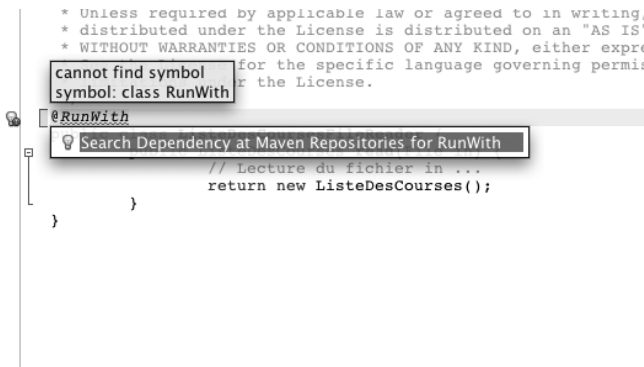 * Unless required by applicable law or agreed to in writing,
* distributed under the License is distributed on an "AS IS"
* WITHOUT WARRANTIES OR CONDITIONS OF ANY KIND, either expre
for the specific language governing permis
cannot find symbol
symbol: class RunWith
r the License.
@RunWith
Search Dependency at Maven Repositories for RunWith
// Lecture du fichier in ...
return new ListeDesCourses();
}
}